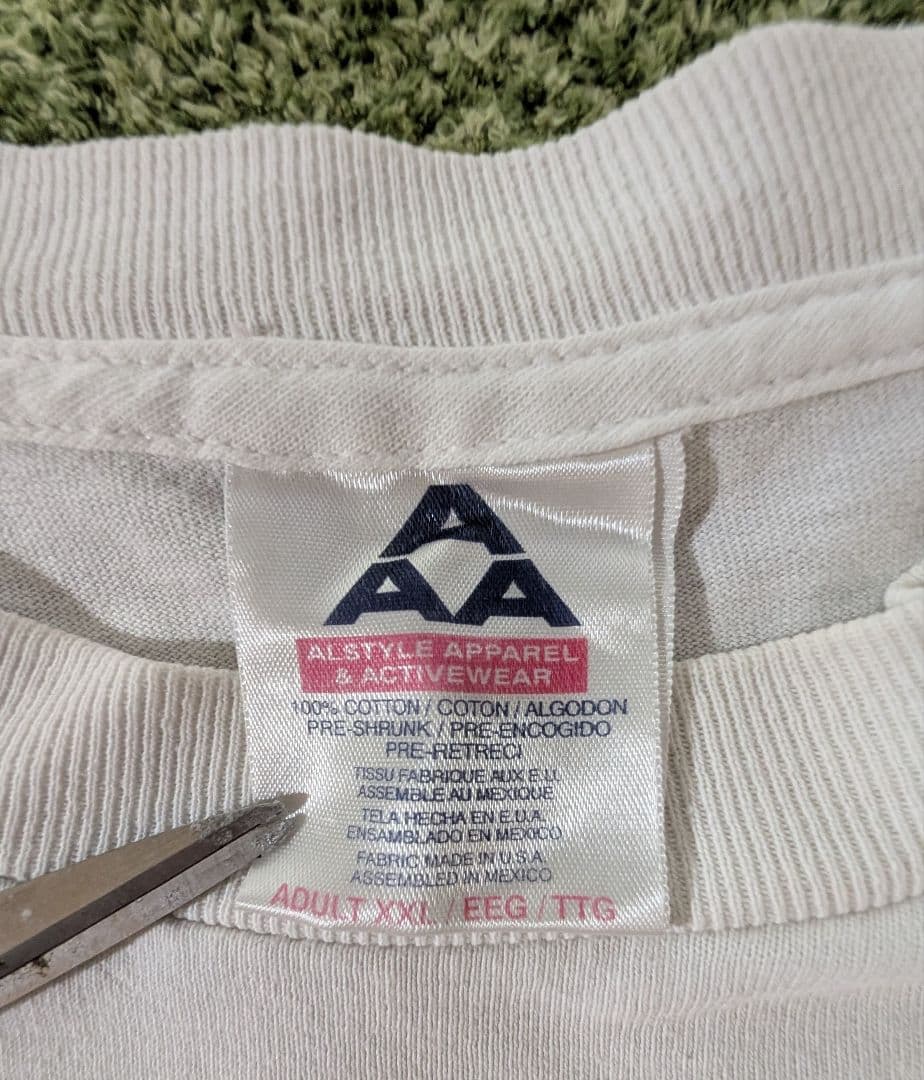 A
AA
ALSTYLE APPAREL
& ACTIVEWEAR
100% COTTON / COTON / ALGODON
PRE-SHRUNK / PRE-ENCOGIDO
PRE-RETRECI
TISSU FABRIQUE AUX E.U.
ASSEMBLE AU MEXIQUE
TELA HECHA EN E.U.A.
ENSAMBLADO EN MEXICO
FABRIC MADE IN U.S.A.
ASSEMBLED IN MEXICO
ADULT XXL / EEG / TTG